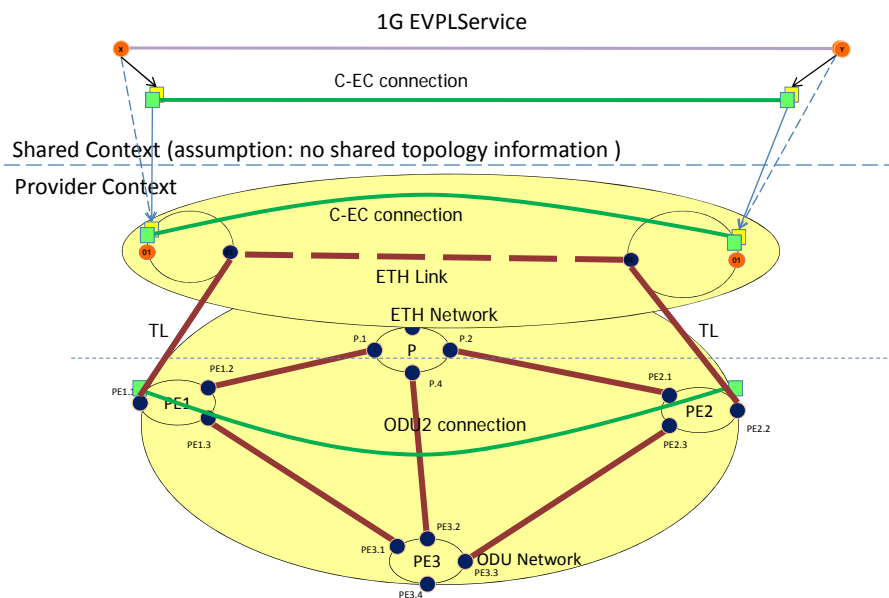 1G EVPLService
X
Y
C-EC connection
Shared Context (assumption: no shared topology information )
Provider Context
C-EC connection
01
01
ETH Link
ETH Network
TL
TL
P.1
P
P.2
PE1.2
P.4
PE2.1
PE1.1
PE1
PE2
ODU2 connection
PE1.3
PE2.3
PE2.2
PE3.2
PE3.1
PE3
ODU Network
PE3.3
PE3.4